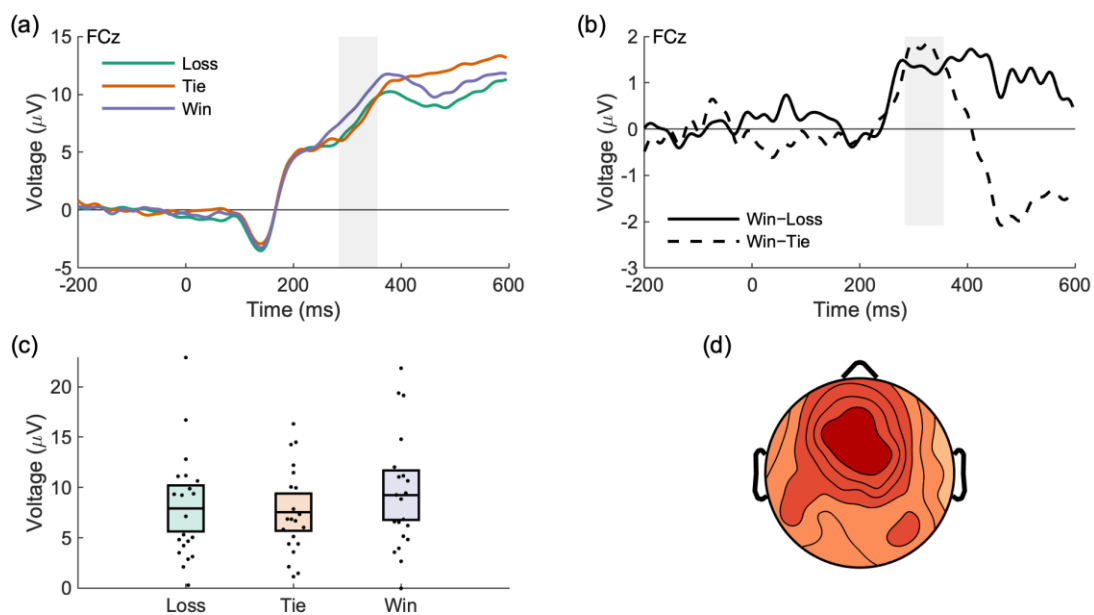 (a)
FCz
Loss
Tie
Win
15
10
5
0
-5
Voltage (μV)
-200 0 200 400 600
Time (ms)
(b)
FCz
2
1
0
-1
-2
-3
Voltage (μV)
Win−Loss
Win−Tie
-200 0 200 400 600
Time (ms)
(c)
20
15
10
5
0
Voltage (μV)
Loss Tie Win
(d)